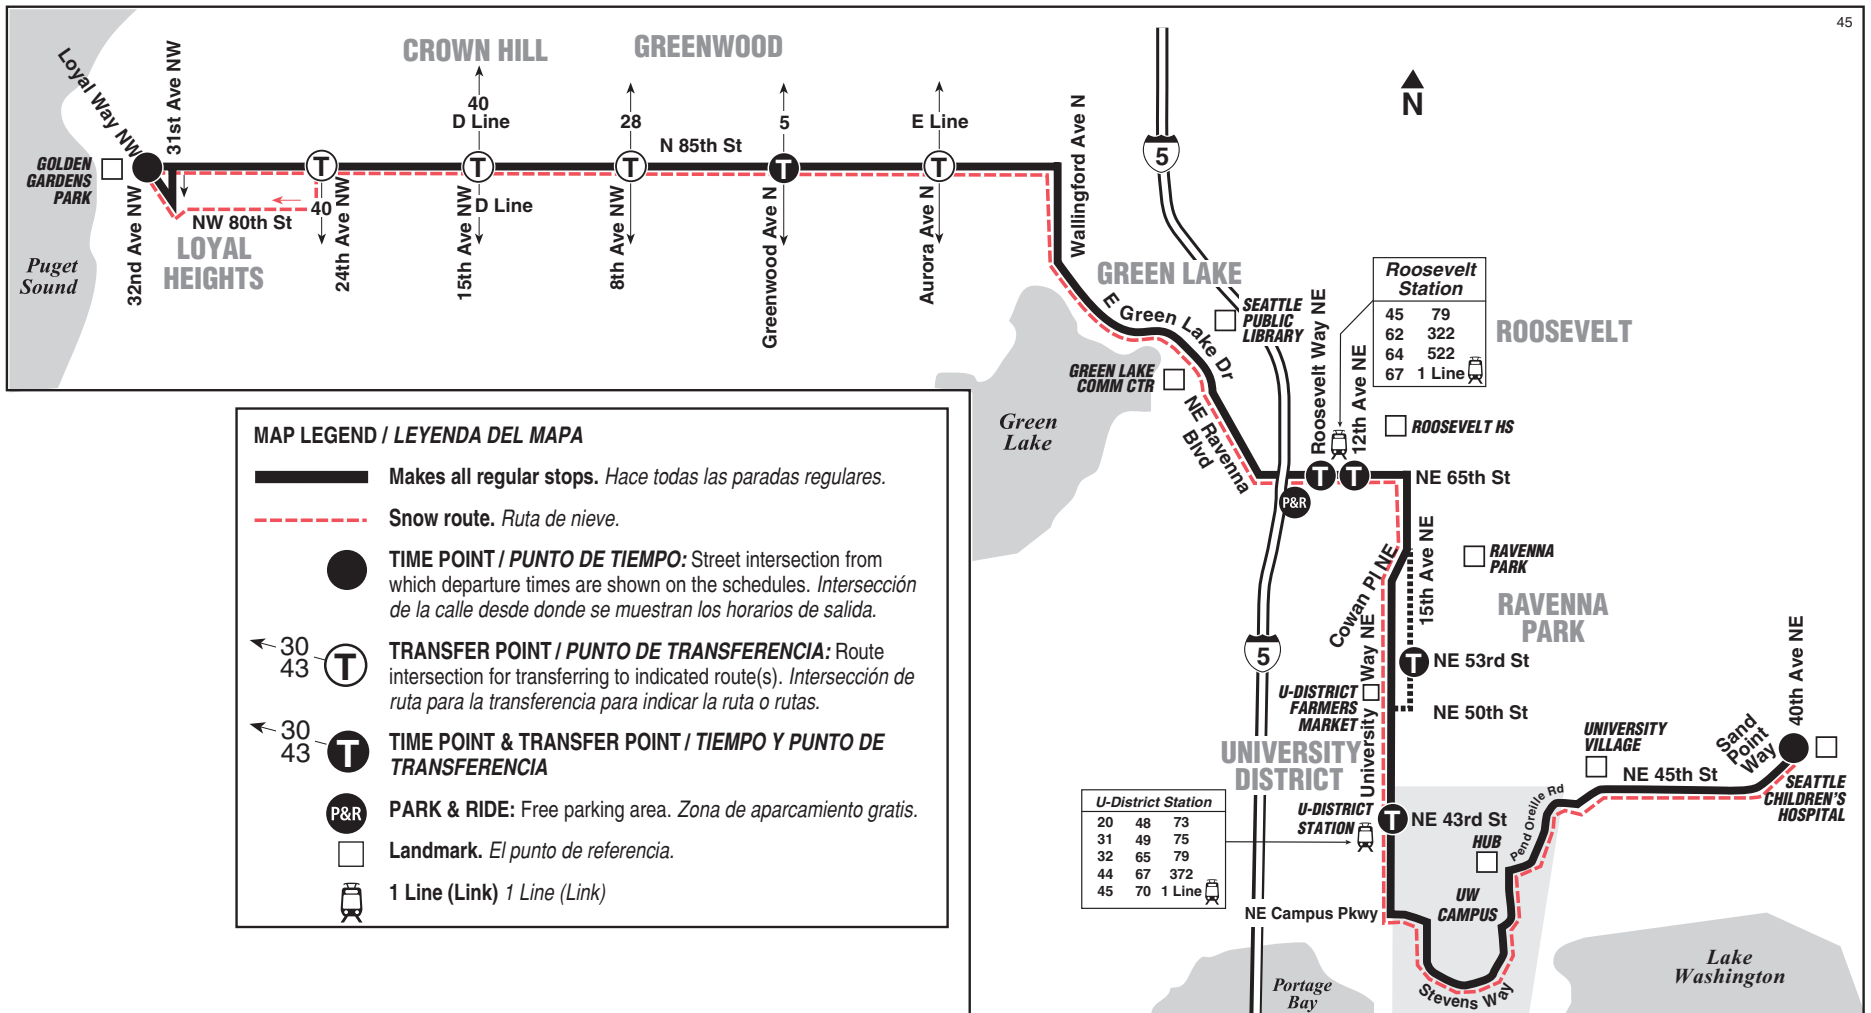 45
CROWN HILL
GREENWOOD
Loyal Way NW
31st Ave NW
40
D Line
28
5
E Line
N 85th St
Wallingford Ave N
5
N
GOLDEN
GARDENS
PARK
NW 80th St
40
D Line
LOYAL
HEIGHTS
32nd Ave NW
24th Ave NW
15th Ave NW
8th Ave NW
Greenwood Ave N
Aurora Ave N
Puget
Sound
GREEN LAKE
E Green Lake Dr
SEATTLE
PUBLIC
LIBRARY
Roosevelt Way NE
12th Ave NE
Roosevelt
Station
45 79
62 322
64 522
67 1 Line
ROOSEVELT
GREEN LAKE
COMM CTR
NE Ravenna
Blvd
Green
Lake
ROOSEVELT HS
T
NE 65th St
P&R
MAP LEGEND / LEYENDA DEL MAPA
Makes all regular stops. Hace todas las paradas regulares.
Snow route. Ruta de nieve.
TIME POINT / PUNTO DE TIEMPO: Street intersection from
which departure times are shown on the schedules. Intersección
de la calle desde donde se muestran los horarios de salida.
30
43
T
TRANSFER POINT / PUNTO DE TRANSFERENCIA: Route
intersection for transferring to indicated route(s). Intersección de
ruta para la transferencia para indicar la ruta o rutas.
30
43
T
TIME POINT & TRANSFER POINT / TIEMPO Y PUNTO DE
TRANSFERENCIA
P&R
PARK & RIDE: Free parking area. Zona de aparcamiento gratis.
Landmark. El punto de referencia.
1 Line (Link) 1 Line (Link)
Cowan Pl NE
15th Ave NE
RAVENNA
PARK
RAVENNA
PARK
5
University Way NE
T
NE 53rd St
U-DISTRICT
FARMERS
MARKET
NE 50th St
UNIVERSITY
DISTRICT
UNIVERSITY
VILLAGE
Sand
Point
Way
40th Ave NE
NE 45th St
SEATTLE
CHILDREN'S
HOSPITAL
U-District Station
20 48 73
31 49 75
32 65 79
44 67 372
45 70 1 Line
U-DISTRICT
STATION
T
NE 43rd St
HUB
Pend Oreille Rd
UW
CAMPUS
NE Campus Pkwy
Stevens Way
Portage
Bay
Lake
Washington